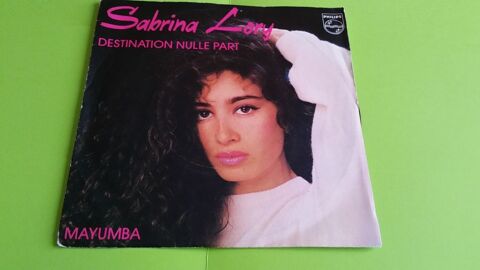 Sabrina Lory
DESTINATION NULLE PART
PHILIPS
MAYUMBA